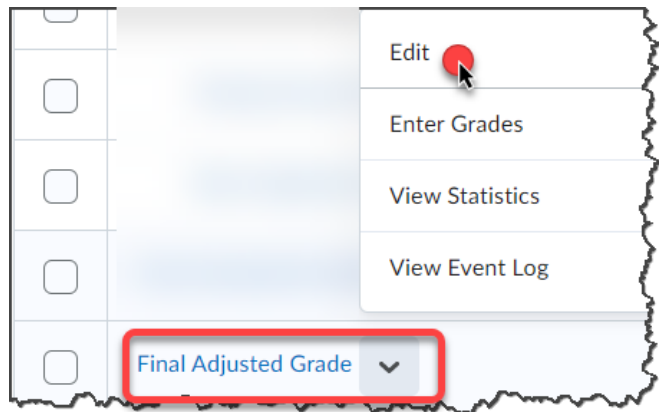 Edit
Enter Grades
View Statistics
View Event Log
Final Adjusted Grade